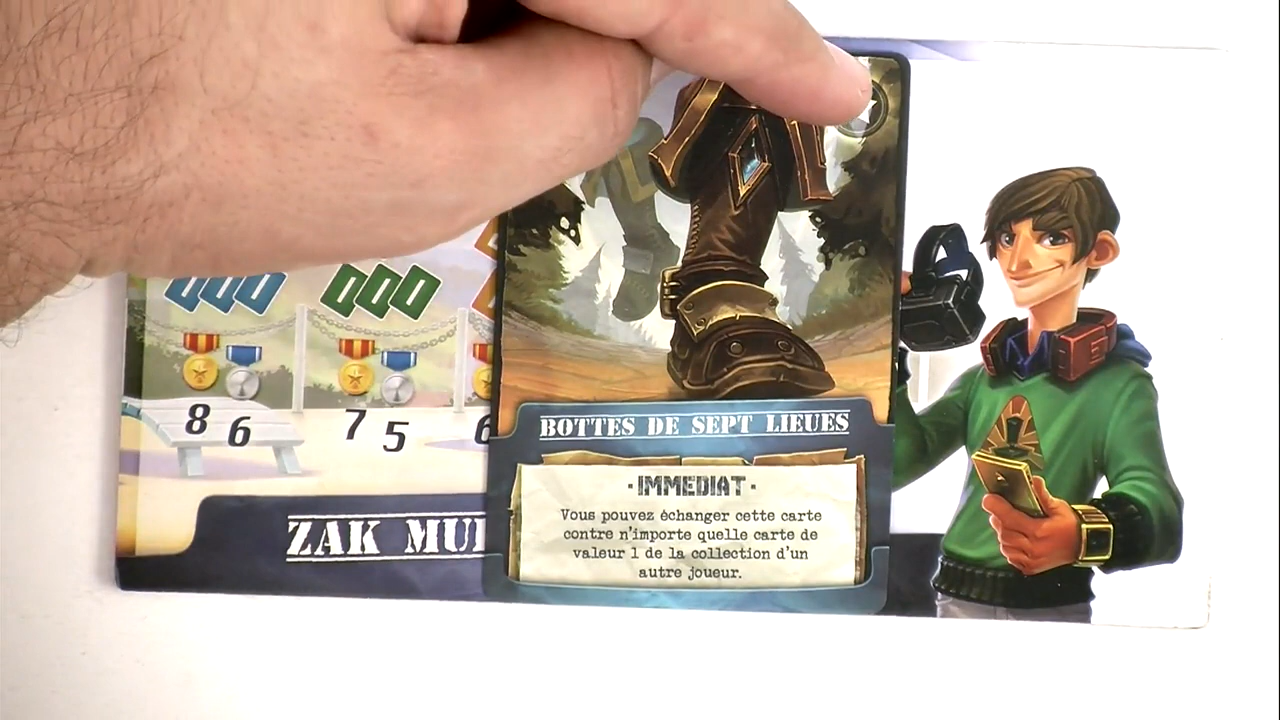 8 6
7 5
6
BOTTES DE SEPT LIEUES
·IMMEDIAT·
Vous pouvez échanger cette carte
contre n'importe quelle carte de
valeur 1 de la collection d'un
autre joueur.
ZAK